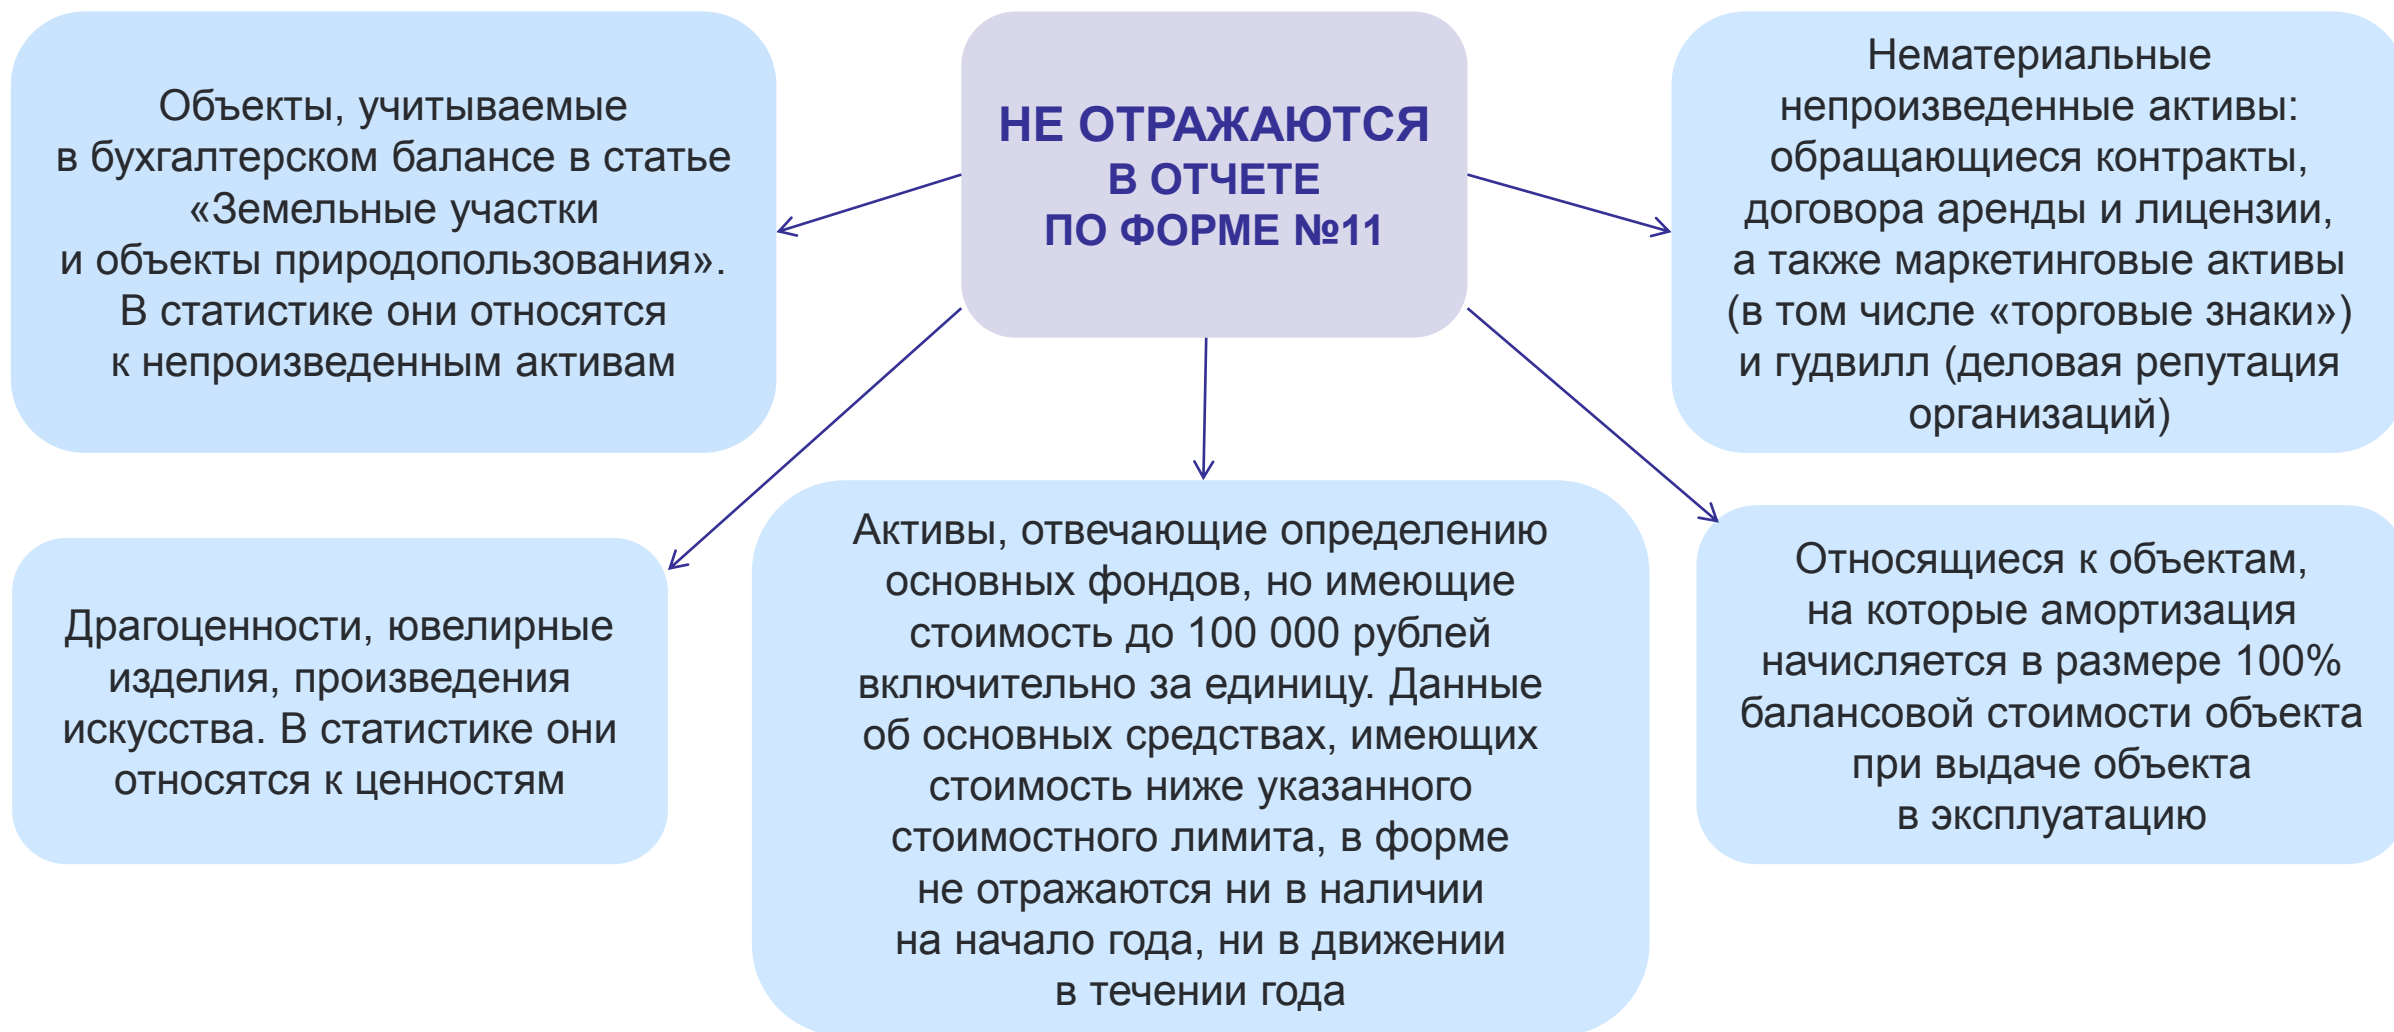 НЕ ОТРАЖАЮТСЯ
В ОТЧЕТЕ
ПО ФОРМЕ №11
Объекты, учитываемые
в бухгалтерском балансе в статье
«Земельные участки
и объекты природопользования».
В статистике они относятся
к непроизведенным активам
Нематериальные
непроизведенные активы:
обращающиеся контракты,
договора аренды и лицензии,
а также маркетинговые активы
(в том числе «торговые знаки»)
и гудвилл (деловая репутация
организаций)
Драгоценности, ювелирные
изделия, произведения
искусства. В статистике они
относятся к ценностям
Активы, отвечающие определению
основных фондов, но имеющие
стоимость до 100 000 рублей
включительно за единицу. Данные
об основных средствах, имеющих
стоимость ниже указанного
стоимостного лимита, в форме
не отражаются ни в наличии
на начало года, ни в движении
в течении года
Относящиеся к объектам,
на которые амортизация
начисляется в размере 100%
балансовой стоимости объекта
при выдаче объекта
в эксплуатацию